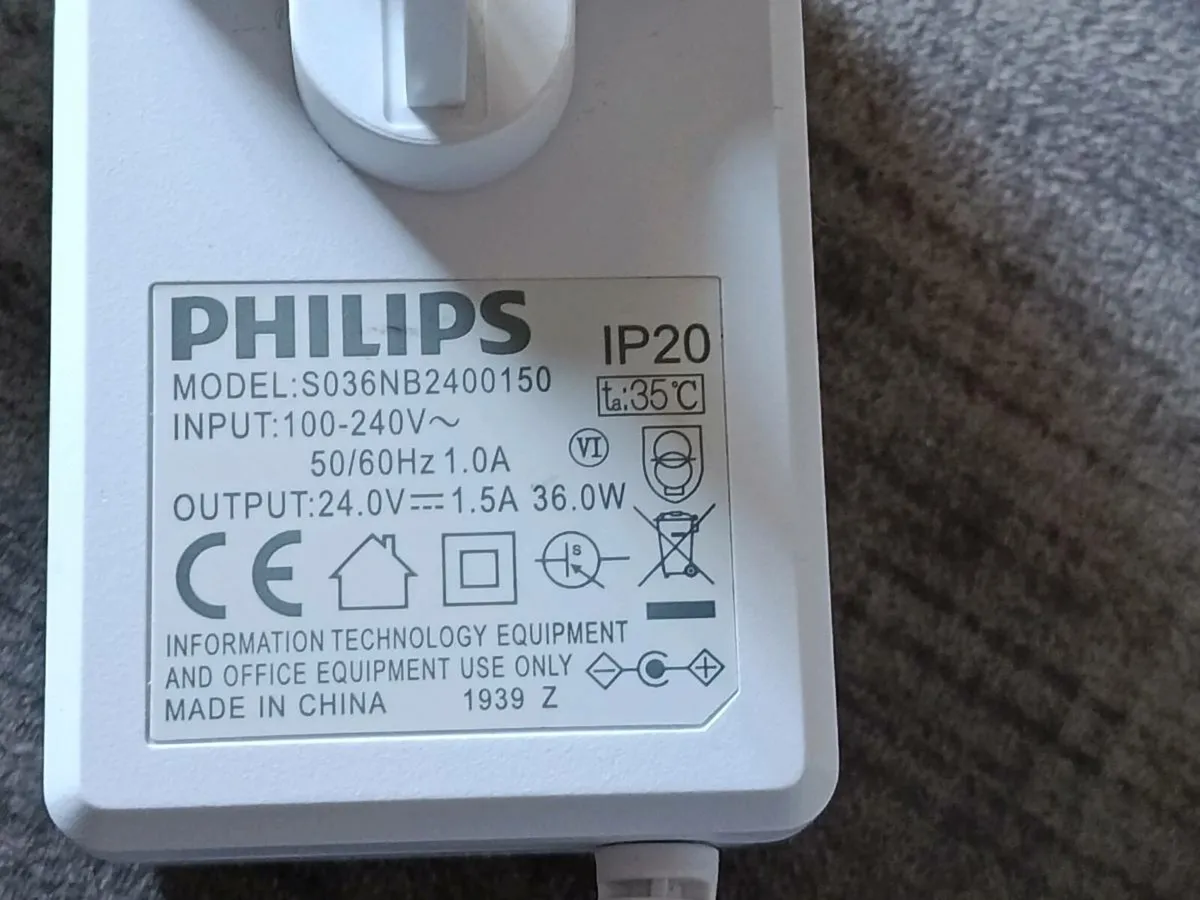 PHILIPS
IP20
MODEL:S036NB2400150
ta:35℃
INPUT:100-240V~
50/60Hz 1.0A
VI
OUTPUT:24.0V⎓1.5A 36.0W
CE
S
INFORMATION TECHNOLOGY EQUIPMENT
AND OFFICE EQUIPMENT USE ONLY
MADE IN CHINA 1939 Z